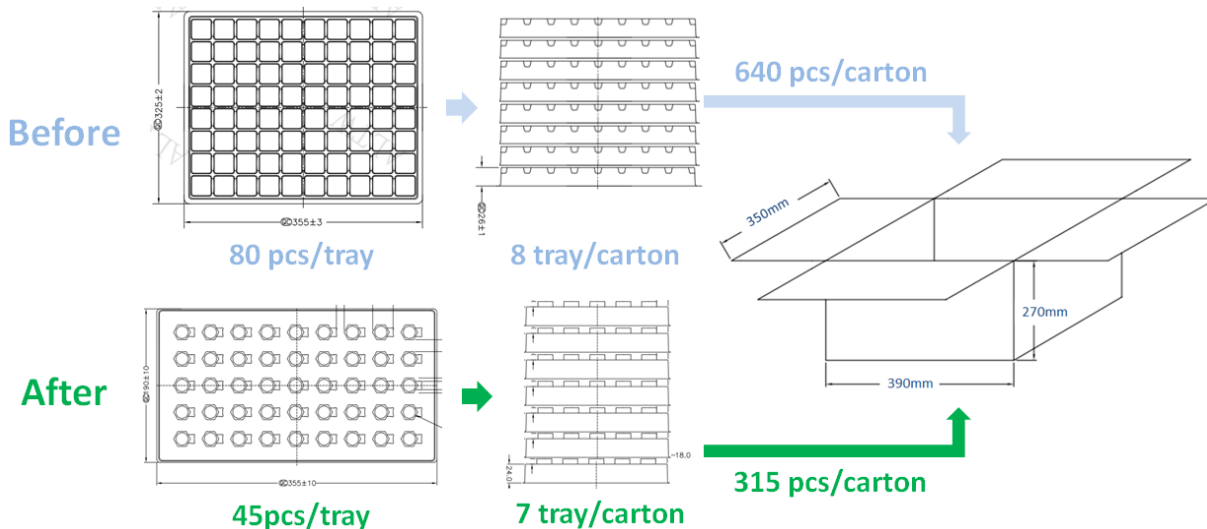 Before
325±2
355±3
80 pcs/tray
26±1
8 tray/carton
640 pcs/carton
350mm
270mm
390mm
After
190±10
355±10
45pcs/tray
24.0
18.0
7 tray/carton
315 pcs/carton